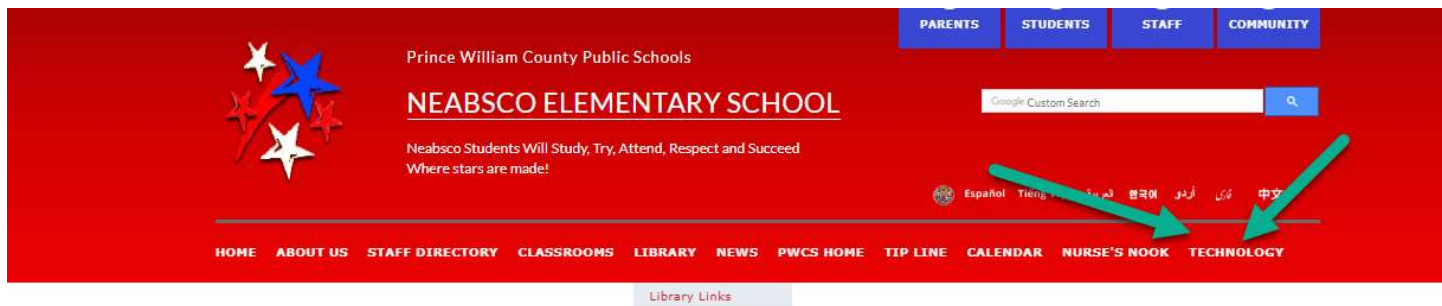 PARENTS STUDENTS STAFF COMMUNITY
Prince William County Public Schools
NEABSCO ELEMENTARY SCHOOL
Google Custom Search
Neabsco Students Will Study, Try, Attend, Respect and Succeed
Where stars are made!
Español 한국어 اُردو 中文
HOME ABOUT US STAFF DIRECTORY CLASSROOMS LIBRARY NEWS PWCS HOME TIP LINE CALENDAR NURSE'S NOOK TECHNOLOGY
Library Links